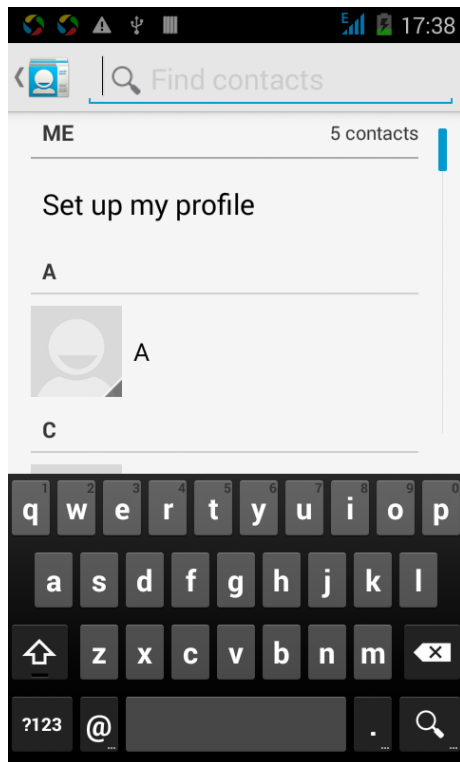 E
17:38
Find contacts
ME 5 contacts
Set up my profile
A
A
C
1 2 3 4 5 6 7 8 9 0
q w e r t y u i o p
a s d f g h j k l
z x c v b n m
?123 @ ... . ... ...